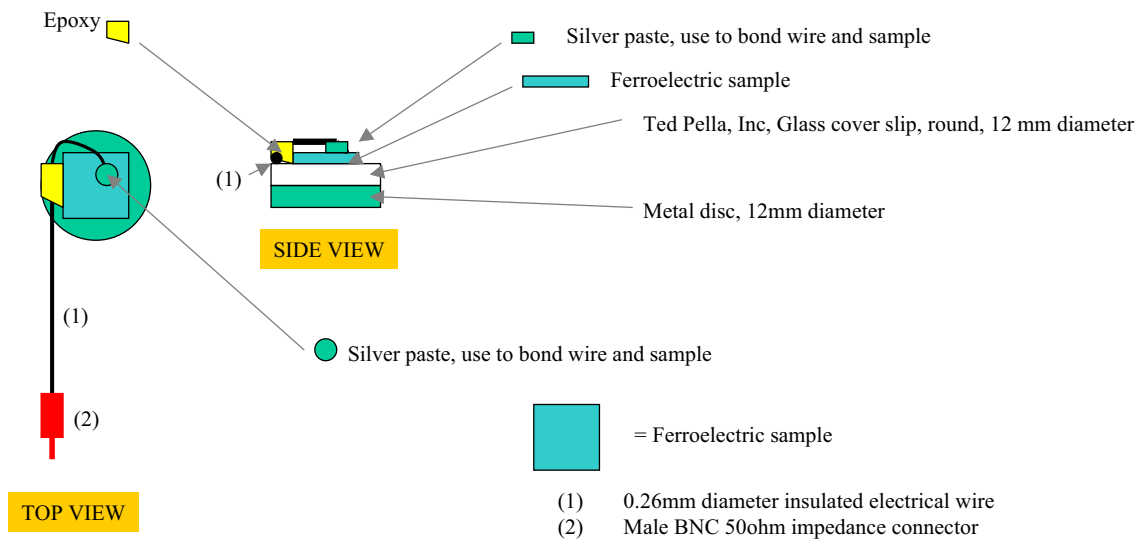 Epoxy
Silver paste, use to bond wire and sample
Ferroelectric sample
Ted Pella, Inc, Glass cover slip, round, 12 mm diameter
(1)
Metal disc, 12mm diameter
SIDE VIEW
(1)
Silver paste, use to bond wire and sample
(2)
= Ferroelectric sample
TOP VIEW
(1) 0.26mm diameter insulated electrical wire
(2) Male BNC 50ohm impedance connector